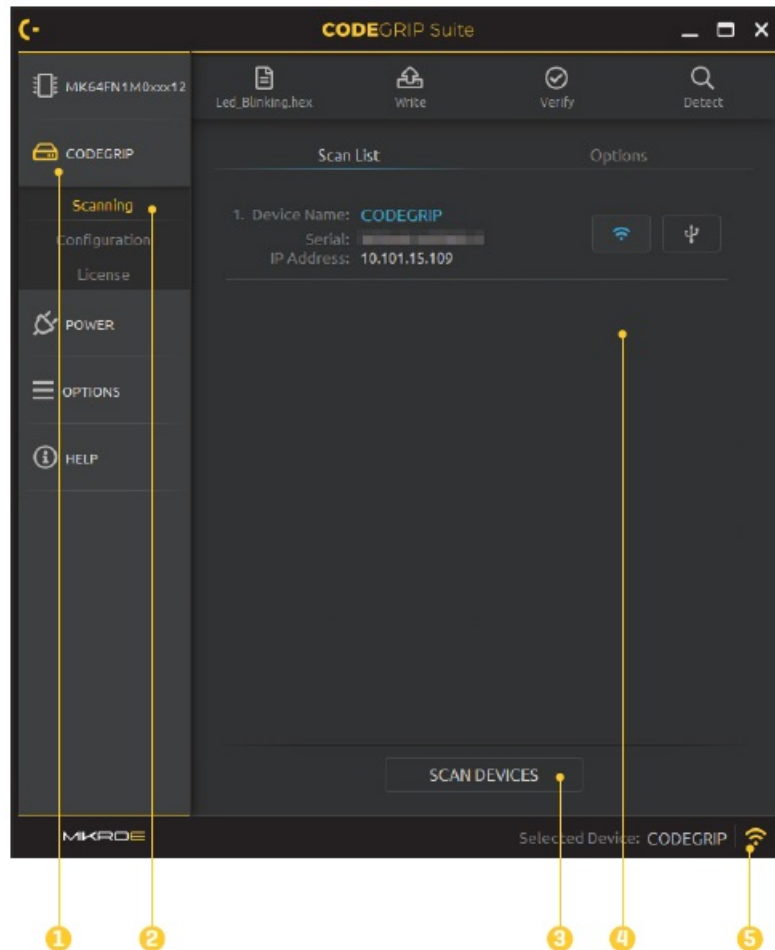 CODEGRIP Suite
MK64FN1M0xxx12
Led_Blinking.hex
Write
Verify
Detect
CODEGRIP
Scanning
Configuration
License
POWER
OPTIONS
HELP
Scan List
Options
1. Device Name: CODEGRIP
Serial:
IP Address: 10.101.15.109
SCAN DEVICES
MIKROE
Selected Device: CODEGRIP
1
2
3
4
5